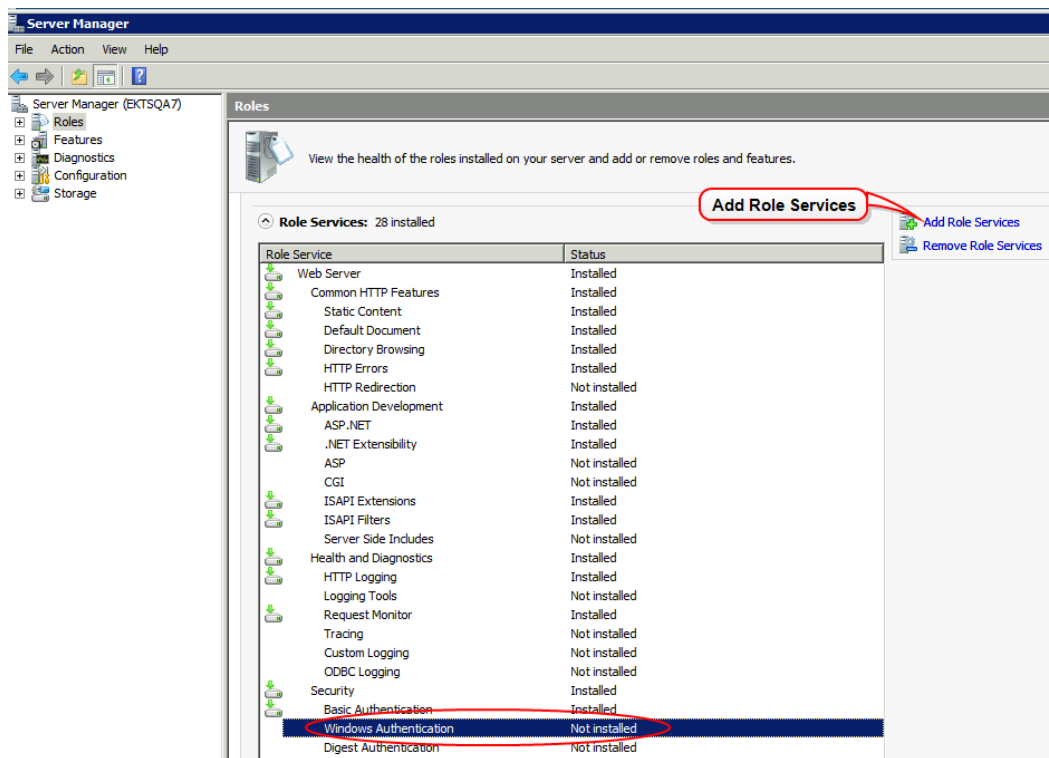 Server Manager
File Action View Help
Server Manager (EKTSQA7)
Roles
Features
Diagnostics
Configuration
Storage
Roles
View the health of the roles installed on your server and add or remove roles and features.
Add Role Services
Role Services: 28 installed
Add Role Services
Remove Role Services
Role Service Status
Web Server Installed
Common HTTP Features Installed
Static Content Installed
Default Document Installed
Directory Browsing Installed
HTTP Errors Installed
HTTP Redirection Not installed
Application Development Installed
ASP.NET Installed
.NET Extensibility Installed
ASP Not installed
CGI Not installed
ISAPI Extensions Installed
ISAPI Filters Installed
Server Side Includes Not installed
Health and Diagnostics Installed
HTTP Logging Installed
Logging Tools Not installed
Request Monitor Installed
Tracing Not installed
Custom Logging Not installed
ODBC Logging Not installed
Security Installed
Basic Authentication Installed
Windows Authentication Not installed
Digest Authentication Not installed